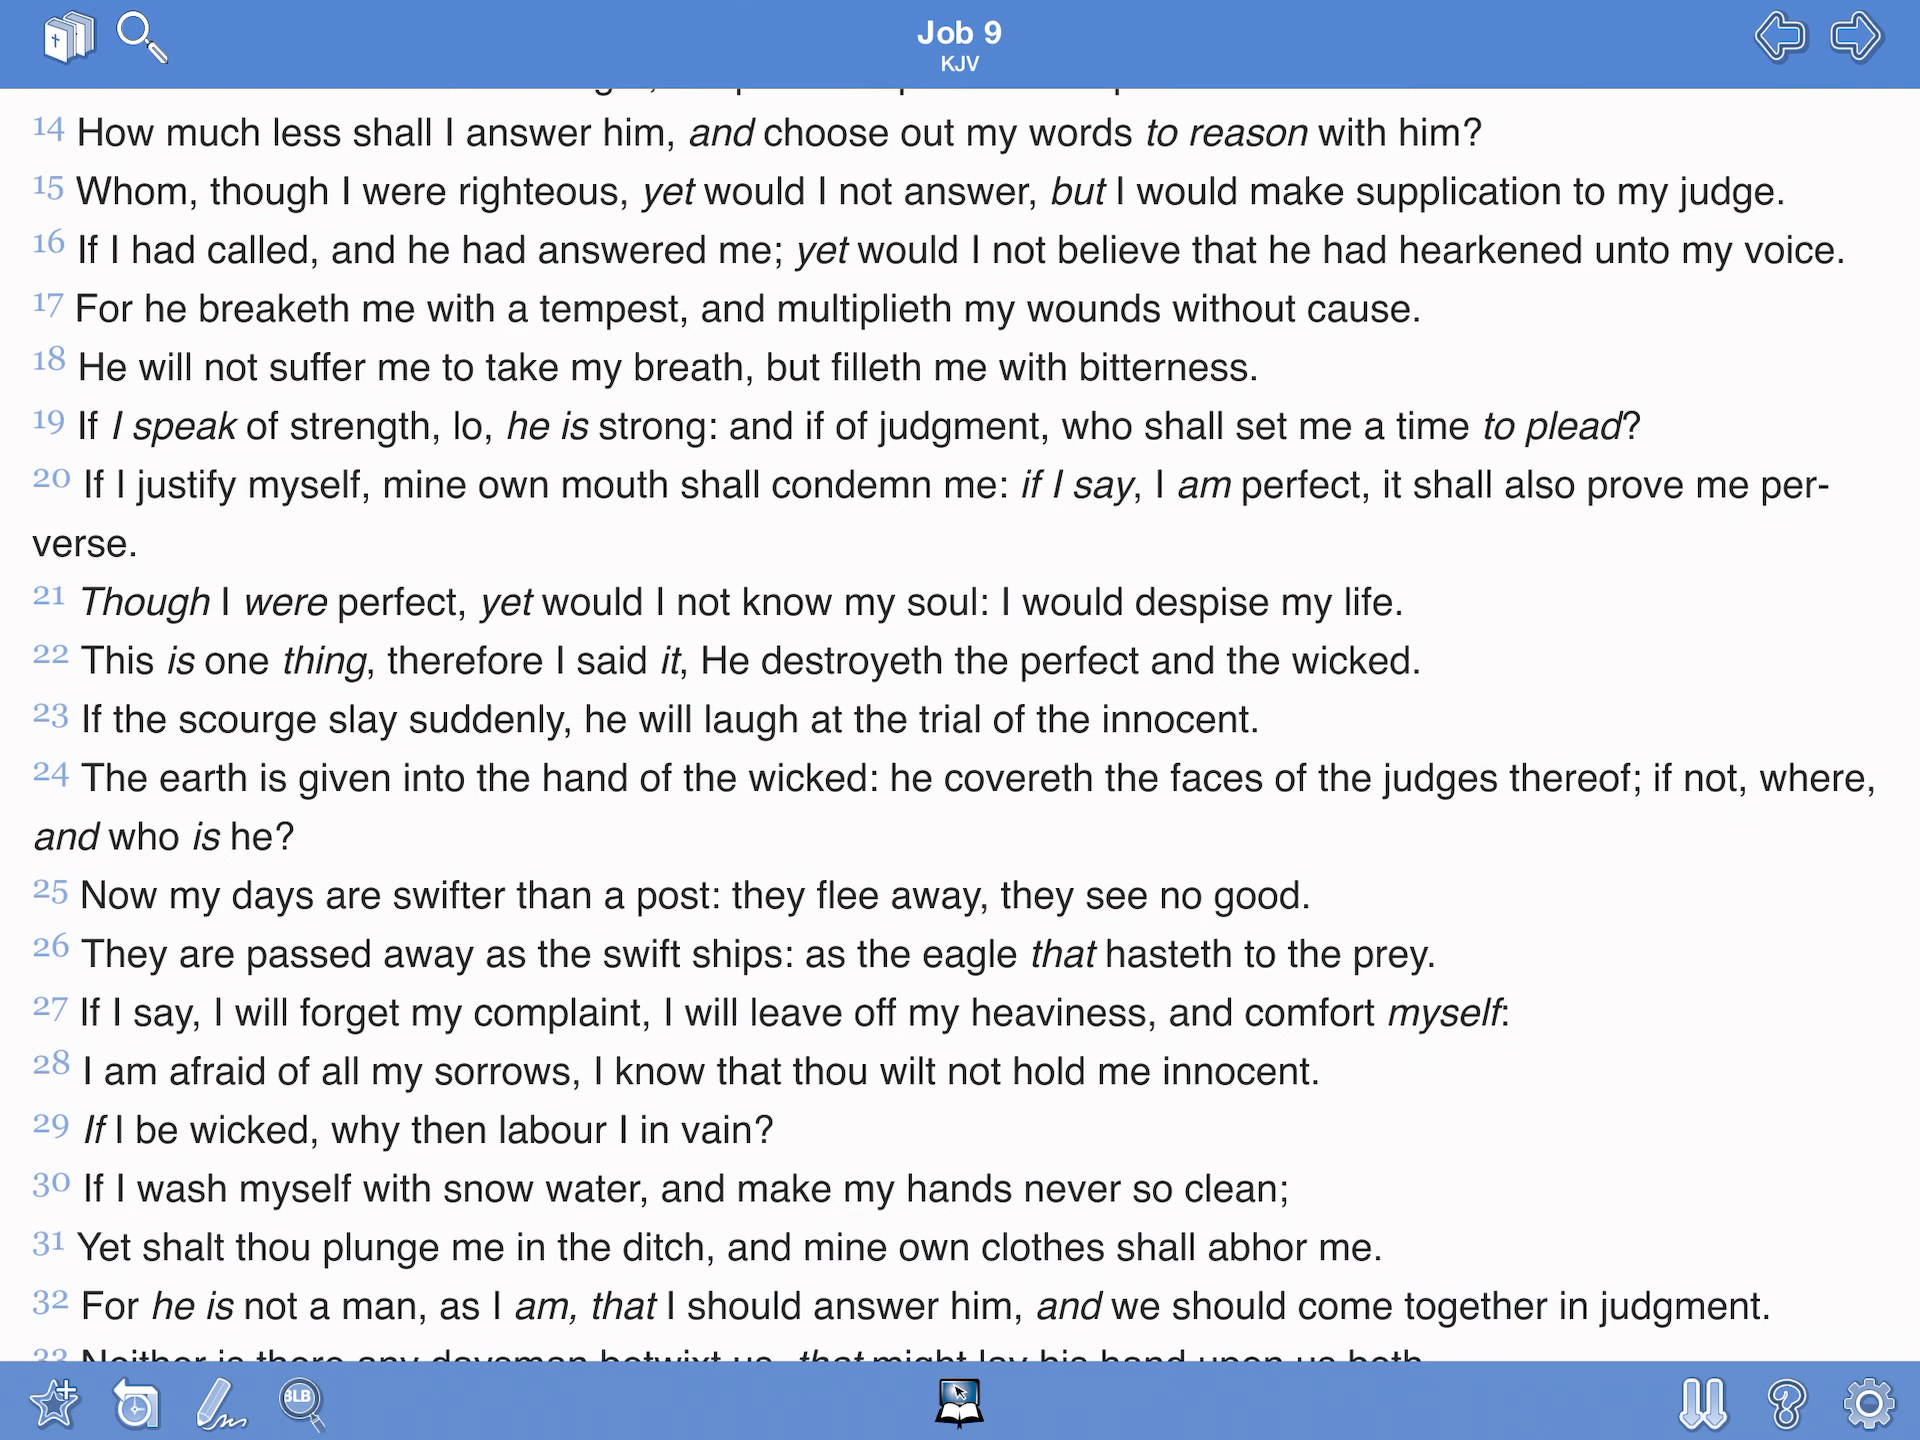 Job 9
KJV
14 How much less shall I answer him, and choose out my words to reason with him?
15 Whom, though I were righteous, yet would I not answer, but I would make supplication to my judge.
16 If I had called, and he had answered me; yet would I not believe that he had hearkened unto my voice.
17 For he breaketh me with a tempest, and multiplieth my wounds without cause.
18 He will not suffer me to take my breath, but filleth me with bitterness.
19 If I speak of strength, lo, he is strong: and if of judgment, who shall set me a time to plead?
20 If I justify myself, mine own mouth shall condemn me: if I say, I am perfect, it shall also prove me per-
verse.
21 Though I were perfect, yet would I not know my soul: I would despise my life.
22 This is one thing, therefore I said it, He destroyeth the perfect and the wicked.
23 If the scourge slay suddenly, he will laugh at the trial of the innocent.
24 The earth is given into the hand of the wicked: he covereth the faces of the judges thereof; if not, where,
and who is he?
25 Now my days are swifter than a post: they flee away, they see no good.
26 They are passed away as the swift ships: as the eagle that hasteth to the prey.
27 If I say, I will forget my complaint, I will leave off my heaviness, and comfort myself:
28 I am afraid of all my sorrows, I know that thou wilt not hold me innocent.
29 If I be wicked, why then labour I in vain?
30 If I wash myself with snow water, and make my hands never so clean;
31 Yet shalt thou plunge me in the ditch, and mine own clothes shall abhor me.
32 For he is not a man, as I am, that I should answer him, and we should come together in judgment.
33 Neither is there any daysman betwixt us, that might lay his hand upon us both.
BLB